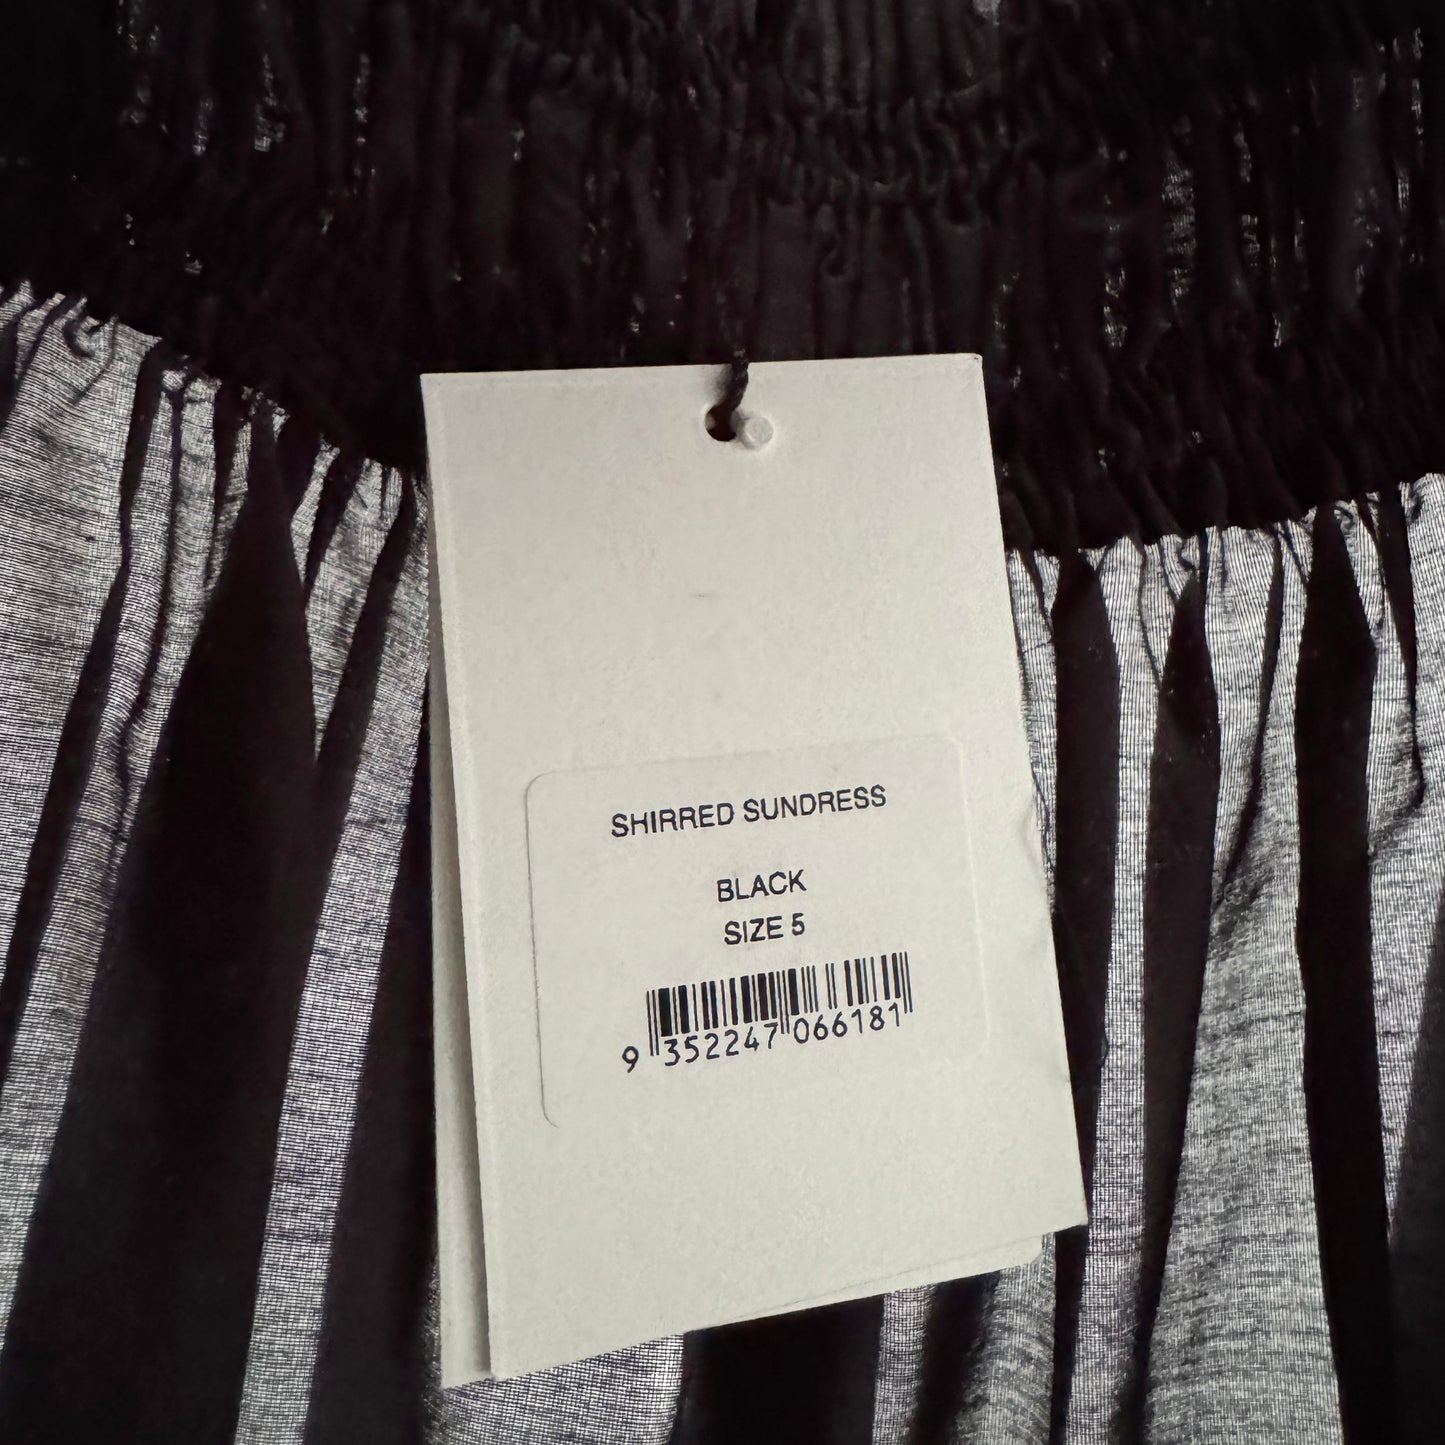 SHIRRED SUNDRESS
BLACK
SIZE 5
9 352247 066181